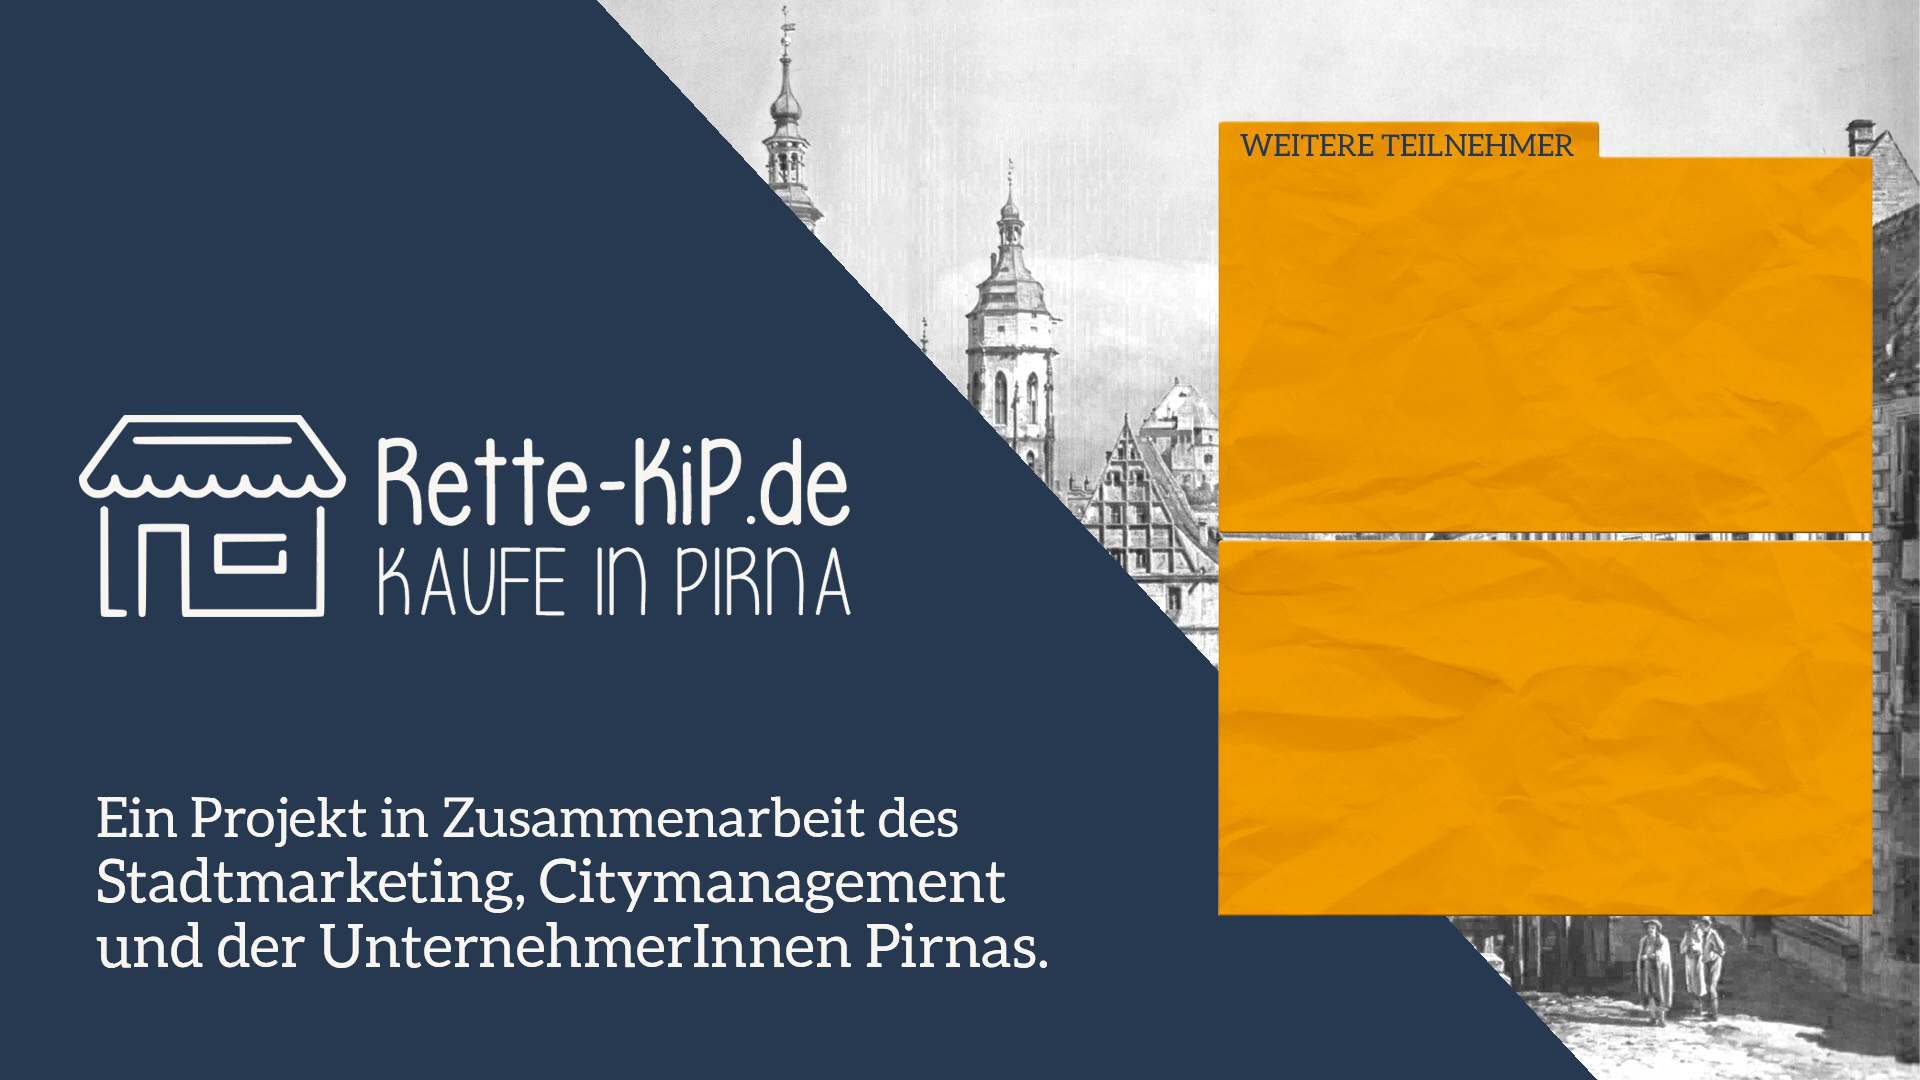 WEITERE TEILNEHMER
Rette-KiP.de
KAUFE IN PIRNA
Ein Projekt in Zusammenarbeit des
Stadtmarketing, Citymanagement
und der UnternehmerInnen Pirnas.